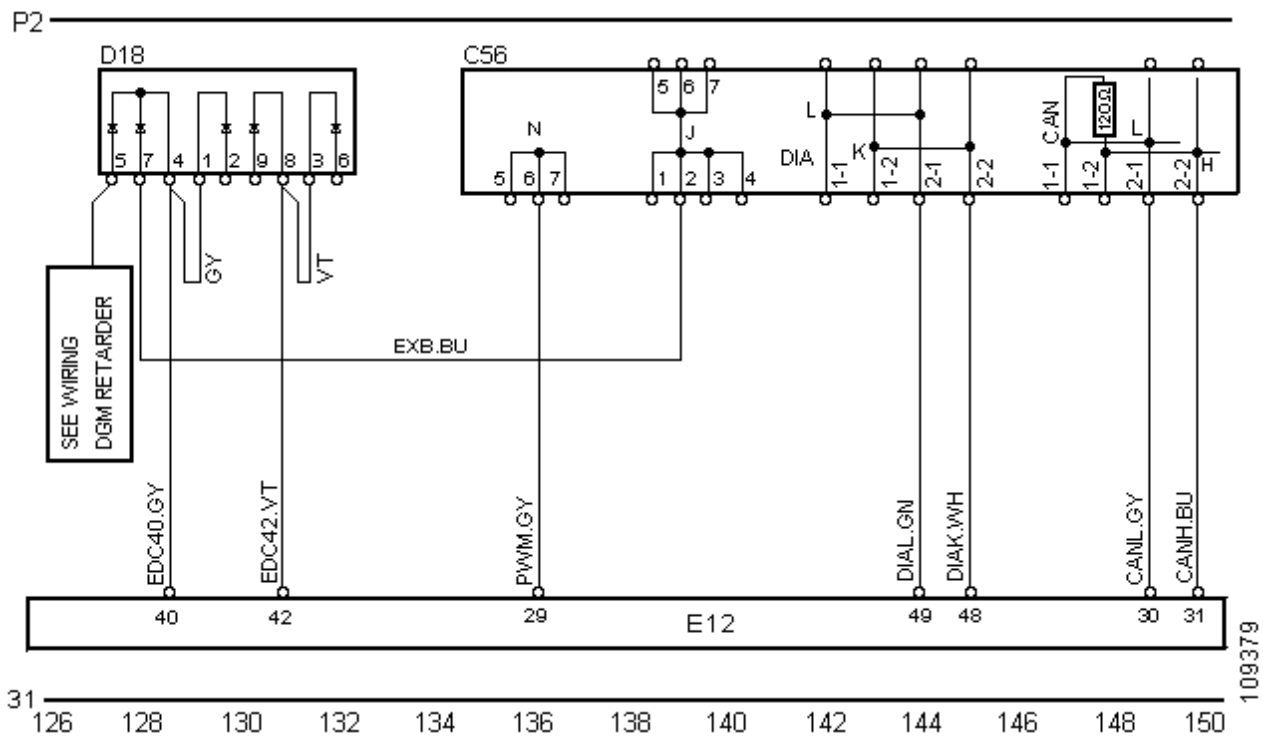 P2
D18
C56
5 6 7
N
J
L
K
DIA
CAN
120Ω
L
H
5 7 4 1 2 9 8 3 6
5 6 7
1 2 3 4
1-1 1-2 2-1 2-2
1-1 1-2 2-1 2-2
GY
VT
SEE WIRING
DGM RETARDER
EXB.BU
EDC40.GY
EDC42.VT
PWM.GY
DIAL.GN
DIAK.WH
CANL.GY
CANH.BU
40 42 29 49 48 30 31
E12
109379
31
126 128 130 132 134 136 138 140 142 144 146 148 150